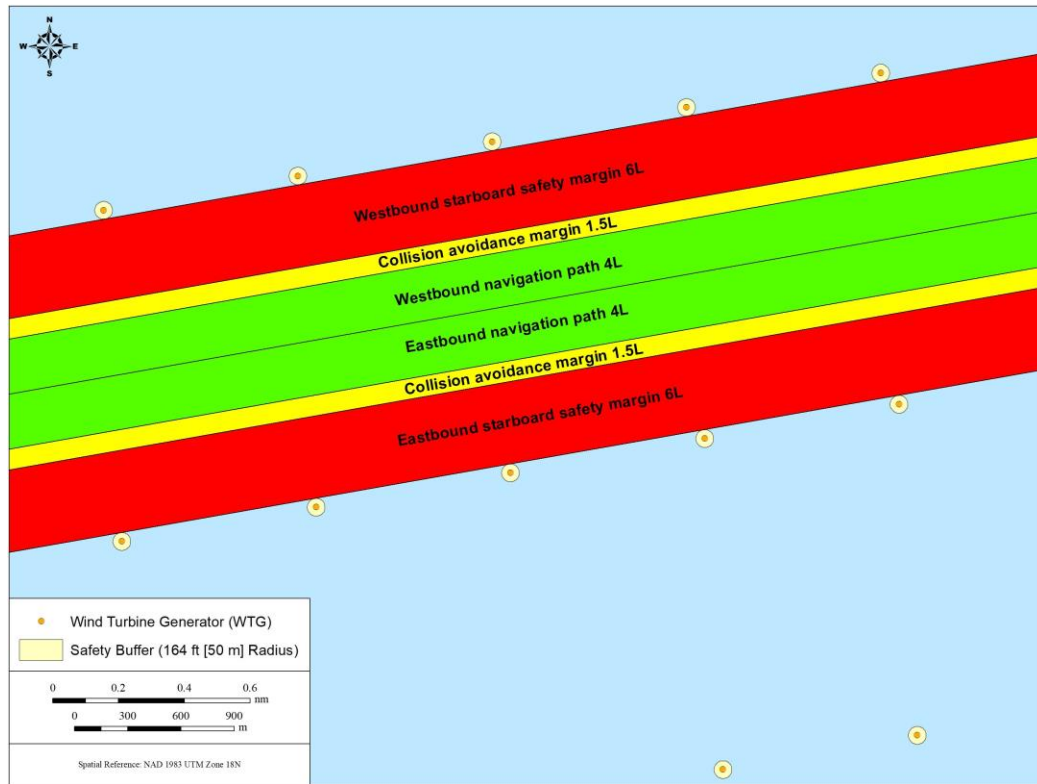 N
W E
S
Westbound starboard safety margin 6L
Collision avoidance margin 1.5L
Westbound navigation path 4L
Eastbound navigation path 4L
Collision avoidance margin 1.5L
Eastbound starboard safety margin 6L
Wind Turbine Generator (WTG)
Safety Buffer (164 ft [50 m] Radius)
0 0.2 0.4 0.6
nm
0 300 600 900
m
Spatial Reference: NAD 1983 UTM Zone 18N